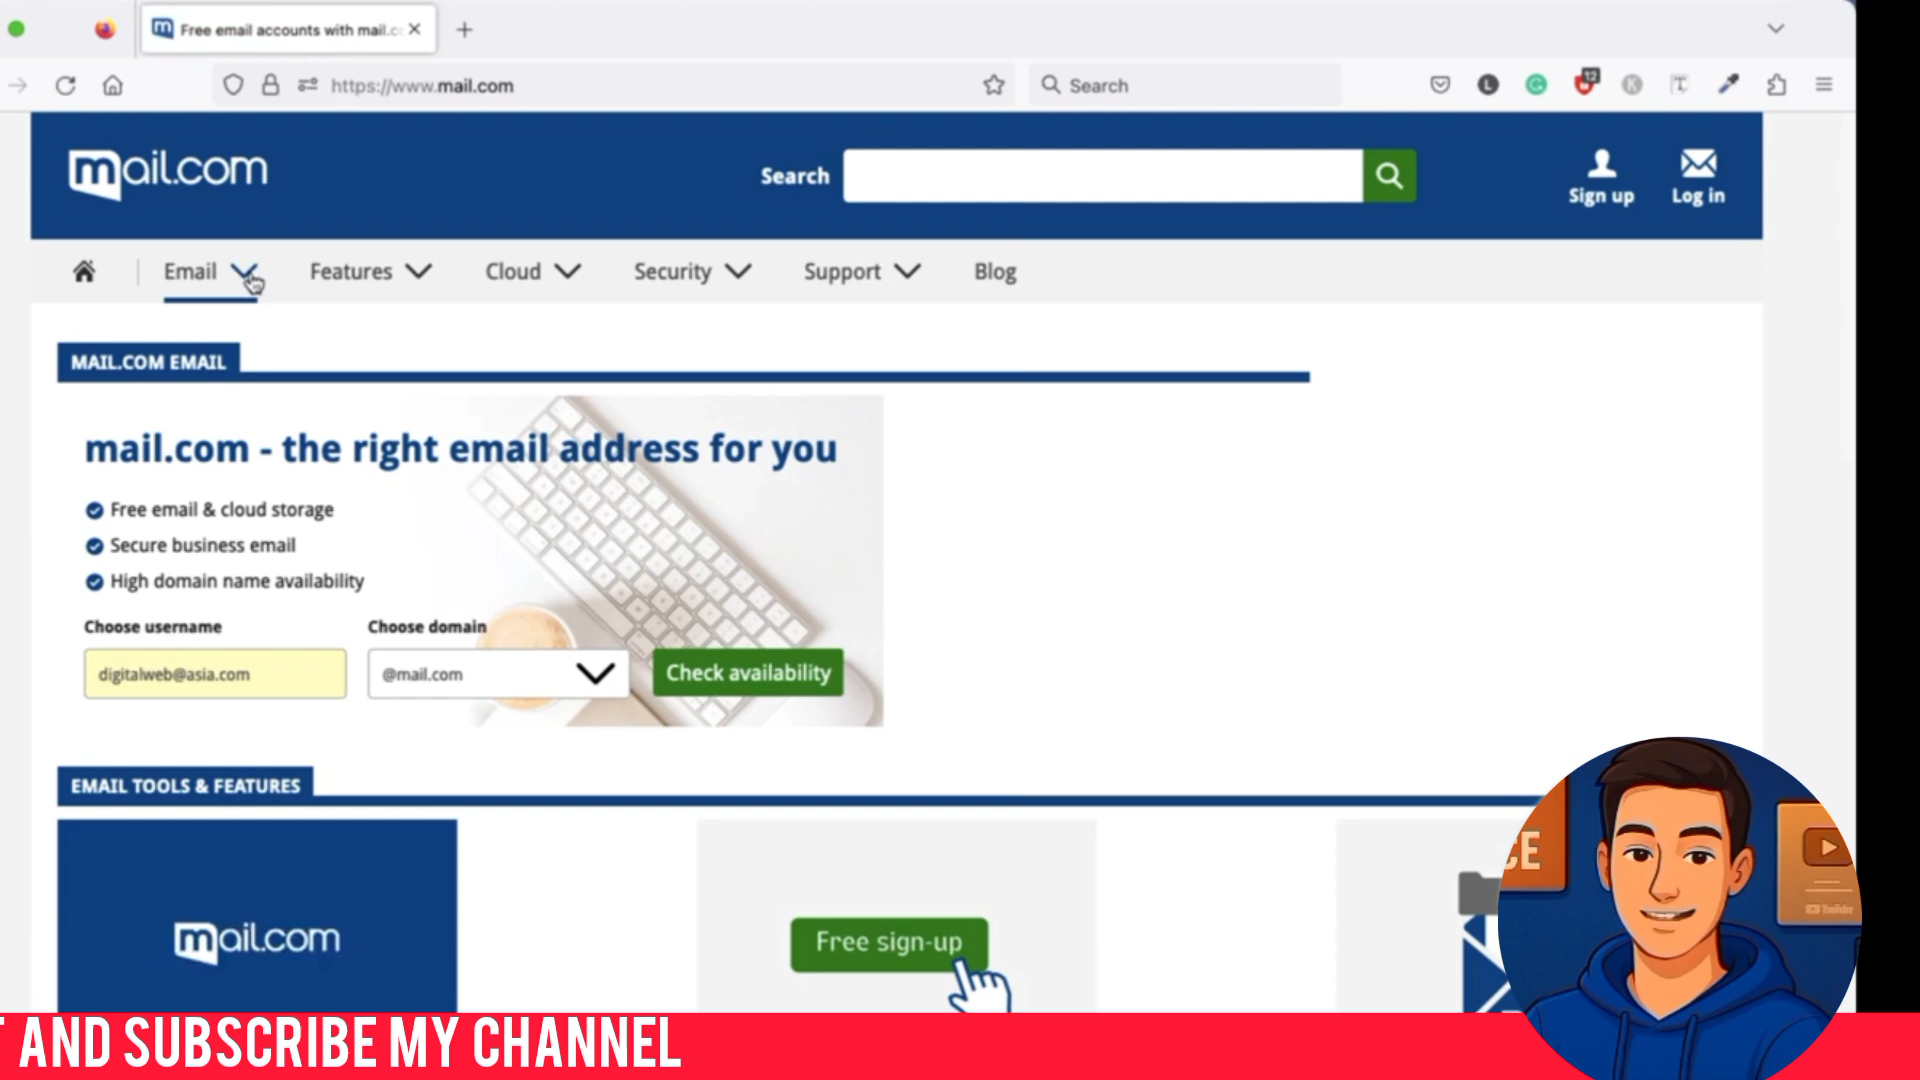 Free email accounts with mail.c
https://www.mail.com
Search
12
mail.com
Search
Sign up
Log in
Email
Features
Cloud
Security
Support
Blog
MAIL.COM EMAIL
mail.com - the right email address for you
Free email & cloud storage
Secure business email
High domain name availability
Choose username
Choose domain
digitalweb@asia.com
@mail.com
Check availability
EMAIL TOOLS & FEATURES
mail.com
Free sign-up
CE
YouTube
AND SUBSCRIBE MY CHANNEL